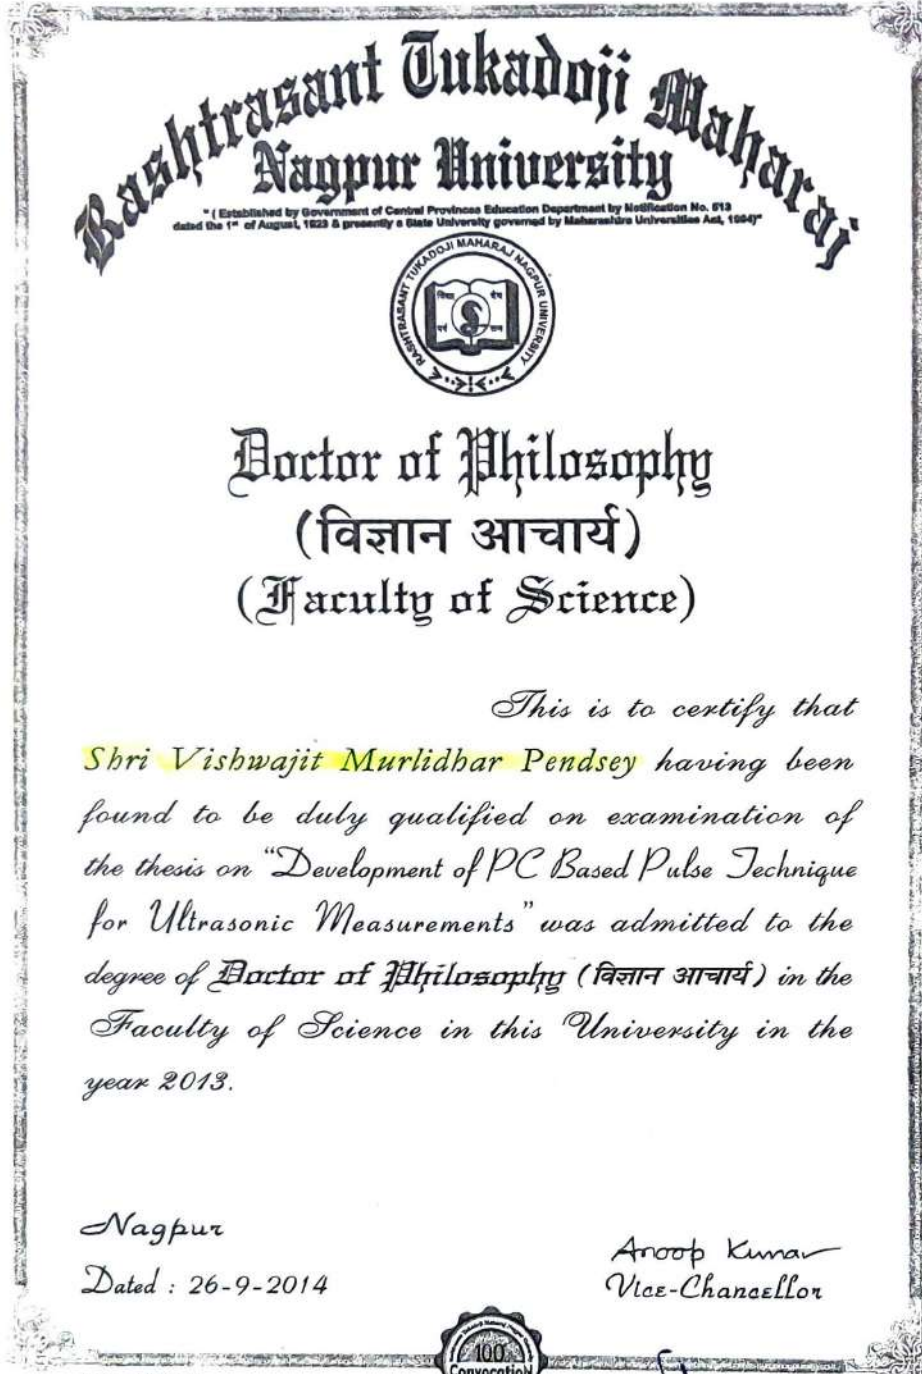 Rashtrasant Tukadoji Maharaj
Nagpur University
"( Established by Government of Central Provinces Education Department by Notification No. 513
dated the 1st of August, 1923 & presently a State University governed by Maharashtra Universities Act, 1994)"
RASHTRASANT TUKADOJI MAHARAJ NAGPUR UNIVERSITY
Doctor of Philosophy
(विज्ञान आचार्य)
(Faculty of Science)
This is to certify that
Shri Vishwajit Murlidhar Pendsey having been
found to be duly qualified on examination of
the thesis on "Development of PC Based Pulse Technique
for Ultrasonic Measurements" was admitted to the
degree of Doctor of Philosophy (विज्ञान आचार्य) in the
Faculty of Science in this University in the
year 2013.
Nagpur
Dated : 26-9-2014
Anoop Kumar
Vice-Chancellor
100
Convocation